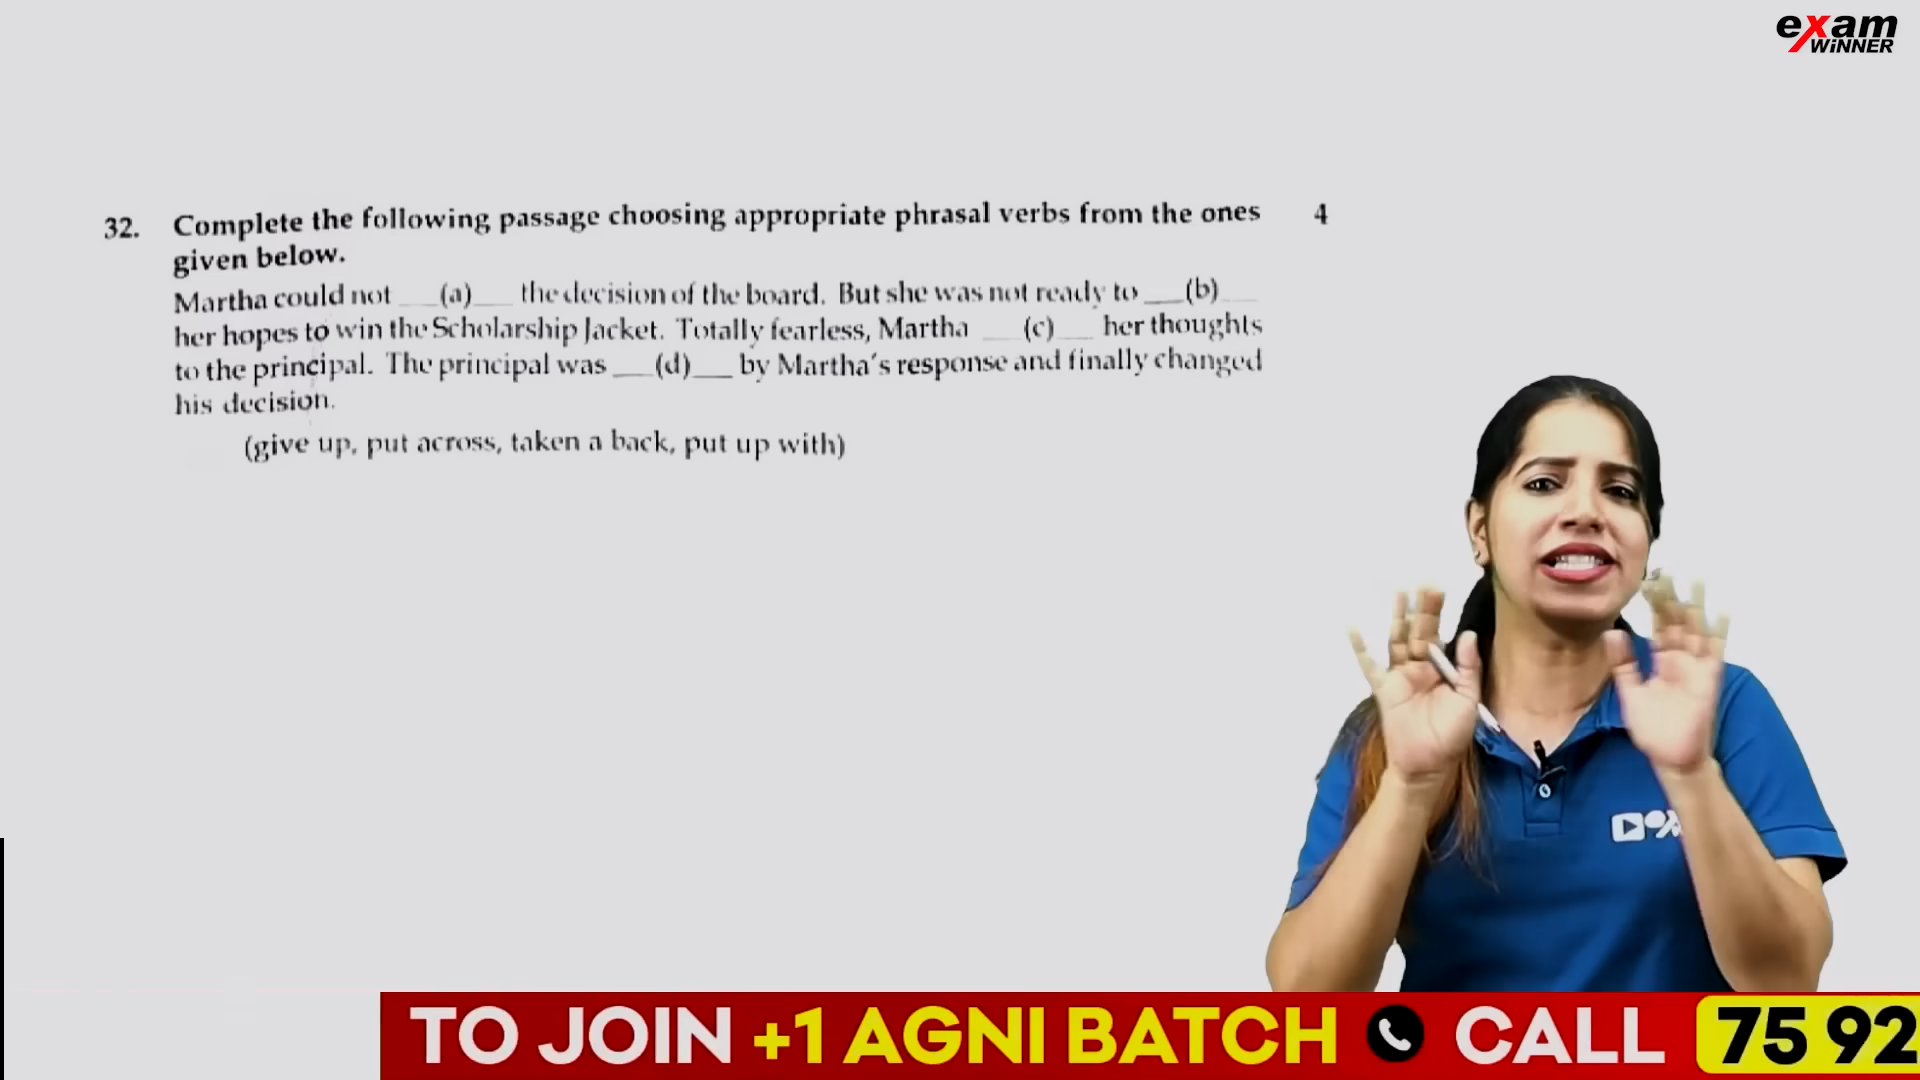 exam
WiNNER
32. Complete the following passage choosing appropriate phrasal verbs from the ones 4
given below.
Martha could not ___(a)___ the decision of the board. But she was not ready to ___(b)___
her hopes to win the Scholarship Jacket. Totally fearless, Martha ___(c)___ her thoughts
to the principal. The principal was ___(d)___ by Martha's response and finally changed
his decision.
(give up, put across, taken a back, put up with)
TO JOIN +1 AGNI BATCH CALL 75 92